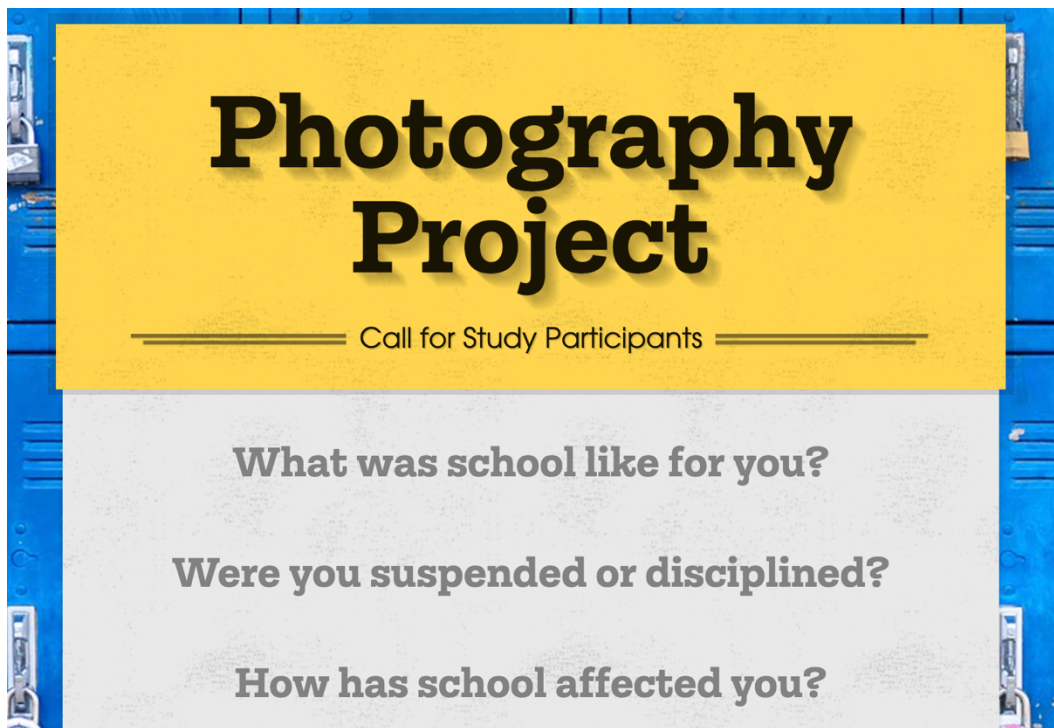 Photography
Project
Call for Study Participants
What was school like for you?
Were you suspended or disciplined?
How has school affected you?